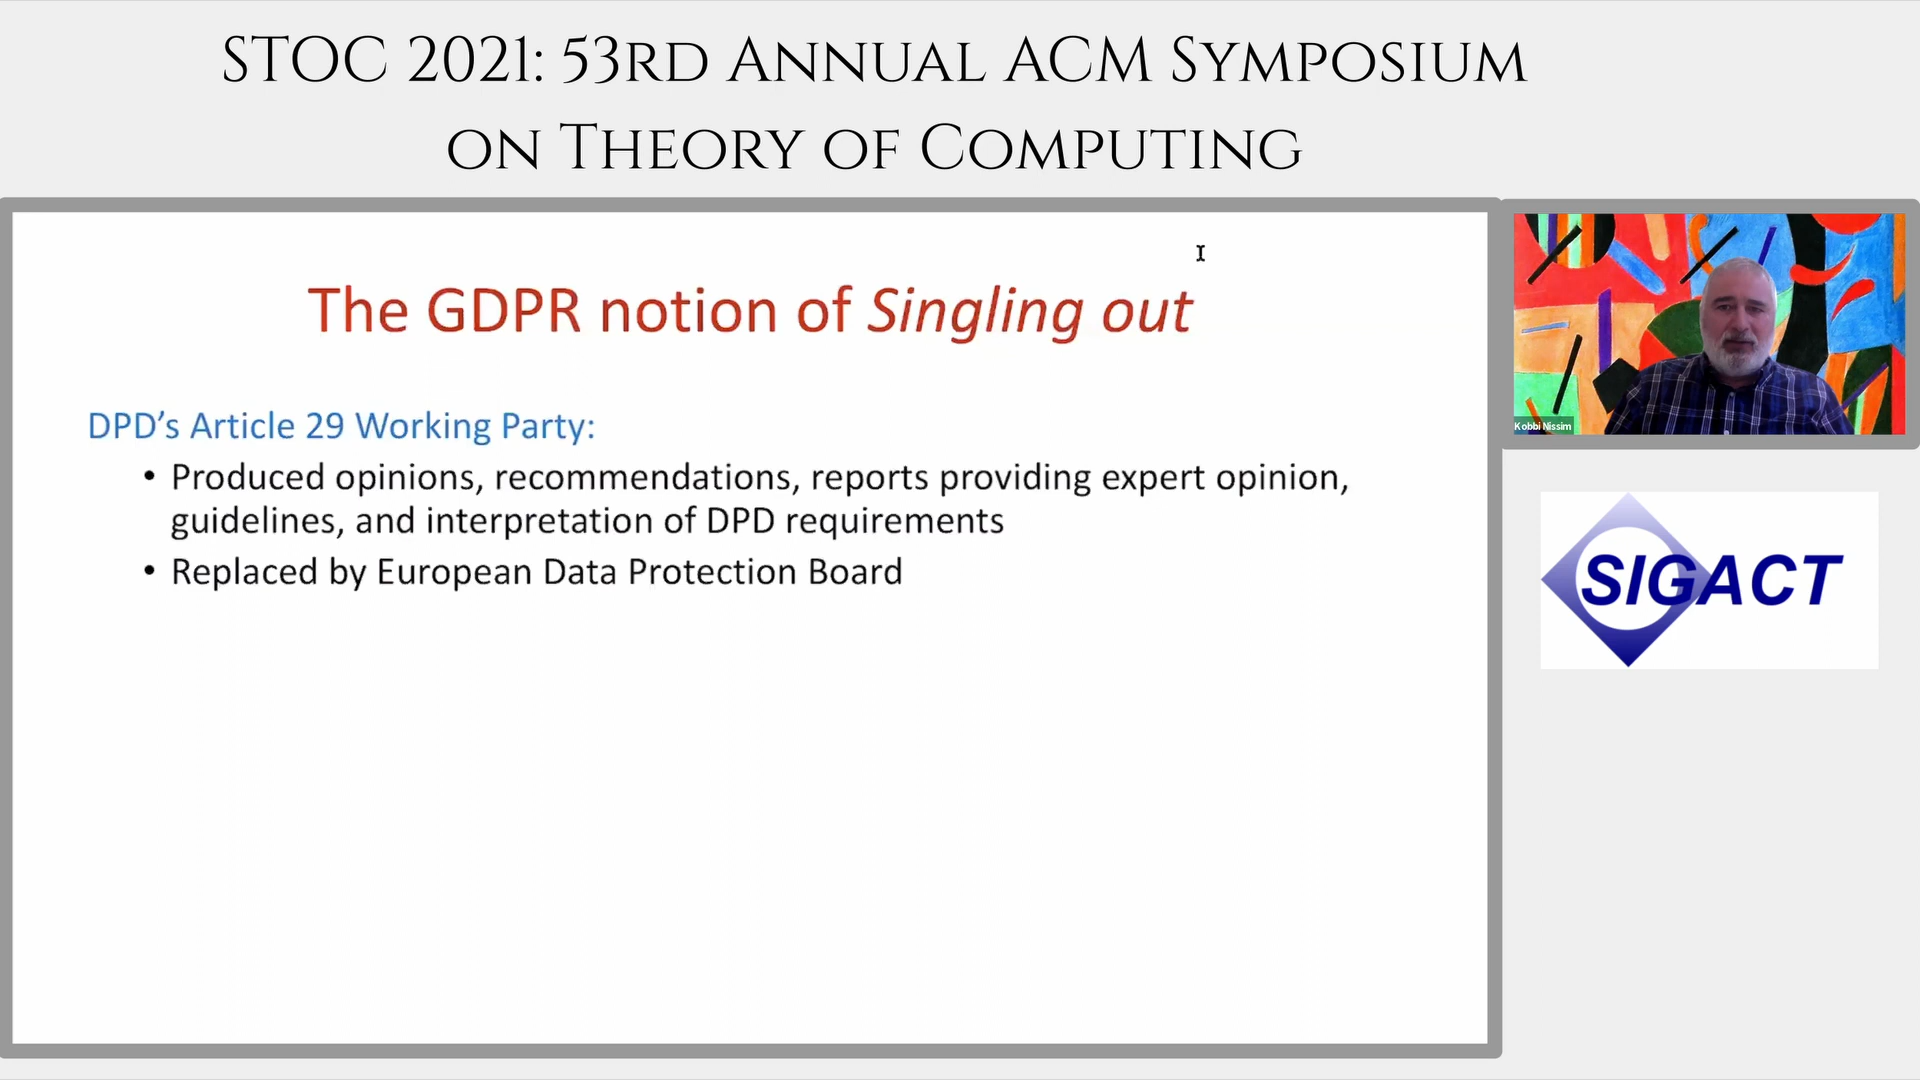 STOC 2021: 53rd Annual ACM Symposium
on Theory of Computing
The GDPR notion of Singling out
DPD’s Article 29 Working Party:
• Produced opinions, recommendations, reports providing expert opinion,
guidelines, and interpretation of DPD requirements
• Replaced by European Data Protection Board
Kobbi Nissim
SIGACT